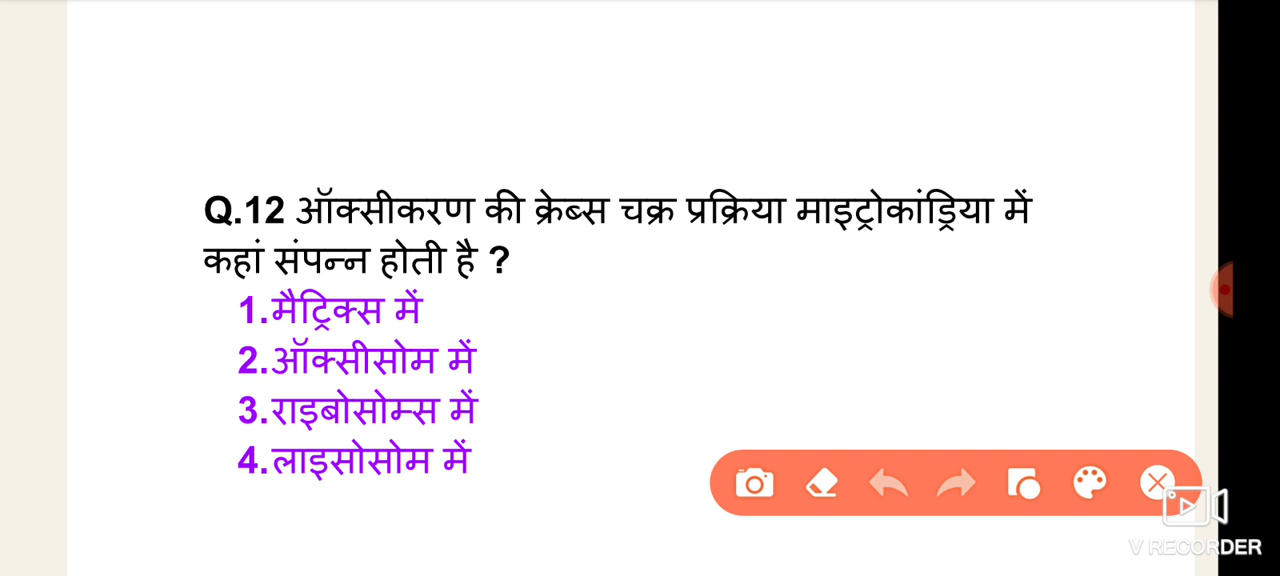 Q.12 ऑक्सीकरण की क्रेब्स चक्र प्रक्रिया माइट्रोकांड्रिया में
कहां संपन्न होती है ?
1.मैट्रिक्स में
2.ऑक्सीसोम में
3.राइबोसोम्स में
4.लाइसोसोम में
V RECORDER